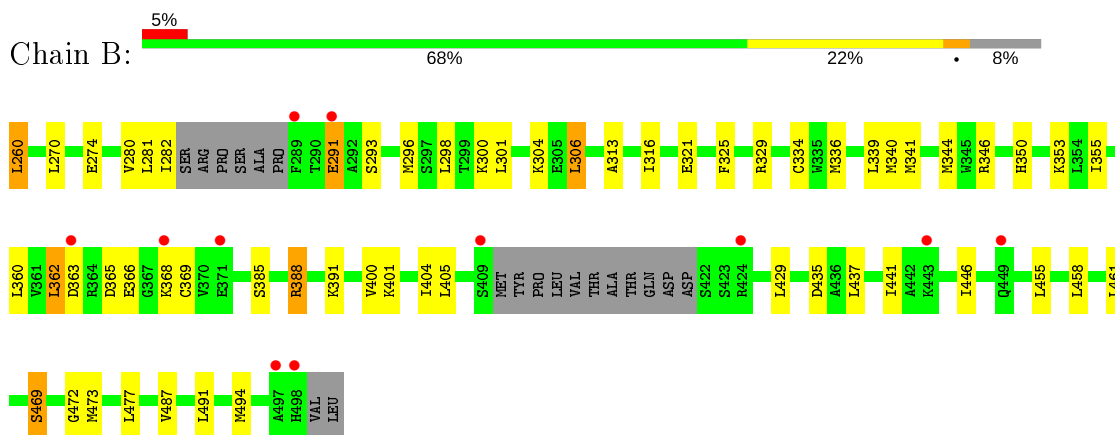 5%
Chain B:
68% 22% • 8%
L260 L270 E274 V280 L281 I282 SER ARG PRO SER ALA PRO F289 T290 E291 A292 S293 M296 S297 L298 T299 K300 L301 K304 E305 L306 A313 I316 E321 F325 R329 C334 W335 M336 L339 M340 M341 M344 W345 R346 H350 K353 L354 I355
L360 V361 L362 D363 R364 D365 E366 G367 K368 C369 V370 E371 S385 R388 K391 V400 K401 I404 L405 S409 MET TYR PRO LEU VAL THR ALA THR GLN ASP ASP S422 S423 R424 L429 D435 A436 L437 I441 A442 K443 I446 Q449 L455 L458 L461
S469 G472 M473 L477 V487 L491 M494 A497 H498 VAL LEU